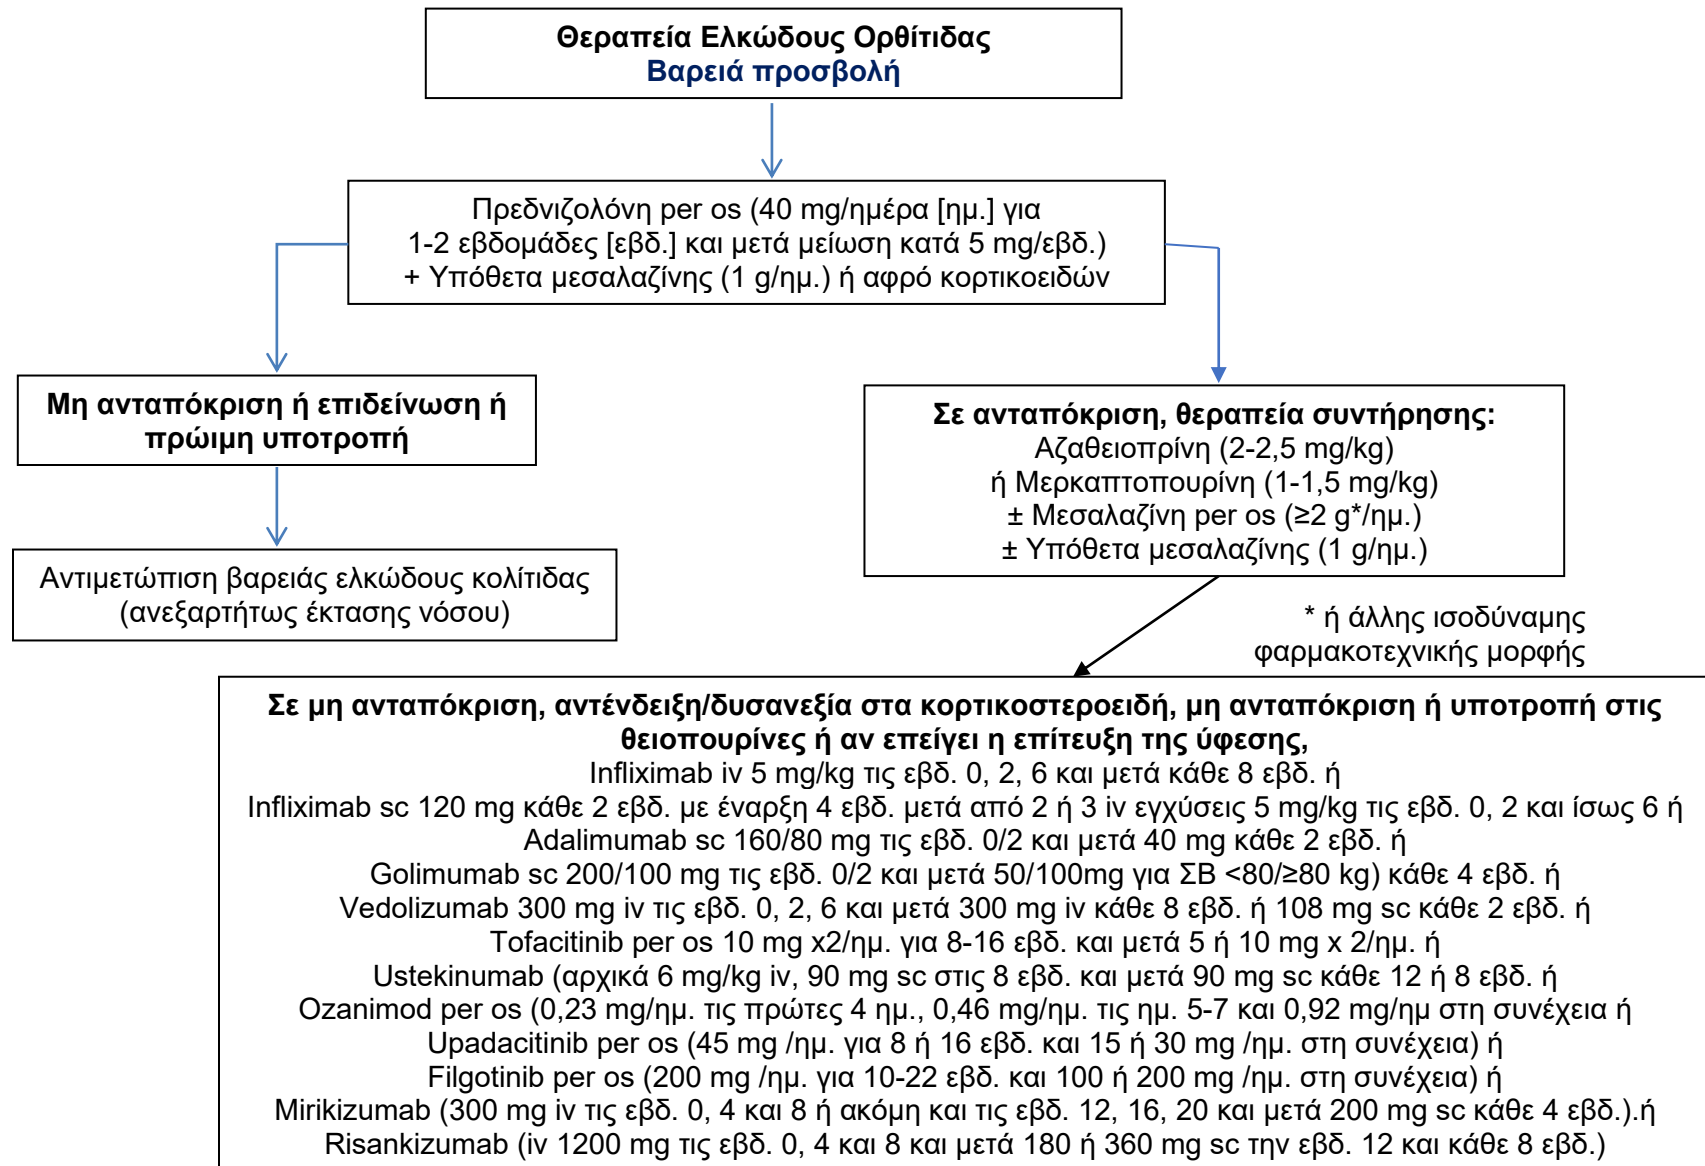 Θεραπεία Ελκώδους Ορθίτιδας
Βαρειά προσβολή
Πρεδνιζολόνη per os (40 mg/ημέρα [ημ.] για
1-2 εβδομάδες [εβδ.] και μετά μείωση κατά 5 mg/εβδ.)
+ Υπόθετα μεσαλαζίνης (1 g/ημ.) ή αφρό κορτικοειδών
Μη ανταπόκριση ή επιδείνωση ή
πρώιμη υποτροπή
Αντιμετώπιση βαρειάς ελκώδους κολίτιδας
(ανεξαρτήτως έκτασης νόσου)
Σε ανταπόκριση, θεραπεία συντήρησης:
Αζαθειοπρίνη (2-2,5 mg/kg)
ή Μερκαπτοπουρίνη (1-1,5 mg/kg)
± Μεσαλαζίνη per os (≥2 g*/ημ.)
± Υπόθετα μεσαλαζίνης (1 g/ημ.)
* ή άλλης ισοδύναμης
φαρμακοτεχνικής μορφής
Σε μη ανταπόκριση, αντένδειξη/δυσανεξία στα κορτικοστεροειδή, μη ανταπόκριση ή υποτροπή στις
θειοπουρίνες ή αν επείγει η επίτευξη της ύφεσης,
Infliximab iv 5 mg/kg τις εβδ. 0, 2, 6 και μετά κάθε 8 εβδ. ή
Infliximab sc 120 mg κάθε 2 εβδ. με έναρξη 4 εβδ. μετά από 2 ή 3 iv εγχύσεις 5 mg/kg τις εβδ. 0, 2 και ίσως 6 ή
Adalimumab sc 160/80 mg τις εβδ. 0/2 και μετά 40 mg κάθε 2 εβδ. ή
Golimumab sc 200/100 mg τις εβδ. 0/2 και μετά 50/100mg για ΣΒ <80/≥80 kg) κάθε 4 εβδ. ή
Vedolizumab 300 mg iv τις εβδ. 0, 2, 6 και μετά 300 mg iv κάθε 8 εβδ. ή 108 mg sc κάθε 2 εβδ. ή
Tofacitinib per os 10 mg x2/ημ. για 8-16 εβδ. και μετά 5 ή 10 mg x 2/ημ. ή
Ustekinumab (αρχικά 6 mg/kg iv, 90 mg sc στις 8 εβδ. και μετά 90 mg sc κάθε 12 ή 8 εβδ. ή
Ozanimod per os (0,23 mg/ημ. τις πρώτες 4 ημ., 0,46 mg/ημ. τις ημ. 5-7 και 0,92 mg/ημ στη συνέχεια ή
Upadacitinib per os (45 mg /ημ. για 8 ή 16 εβδ. και 15 ή 30 mg /ημ. στη συνέχεια) ή
Filgotinib per os (200 mg /ημ. για 10-22 εβδ. και 100 ή 200 mg /ημ. στη συνέχεια) ή
Mirikizumab (300 mg iv τις εβδ. 0, 4 και 8 ή ακόμη και τις εβδ. 12, 16, 20 και μετά 200 mg sc κάθε 4 εβδ.).ή
Risankizumab (iv 1200 mg τις εβδ. 0, 4 και 8 και μετά 180 ή 360 mg sc την εβδ. 12 και κάθε 8 εβδ.)